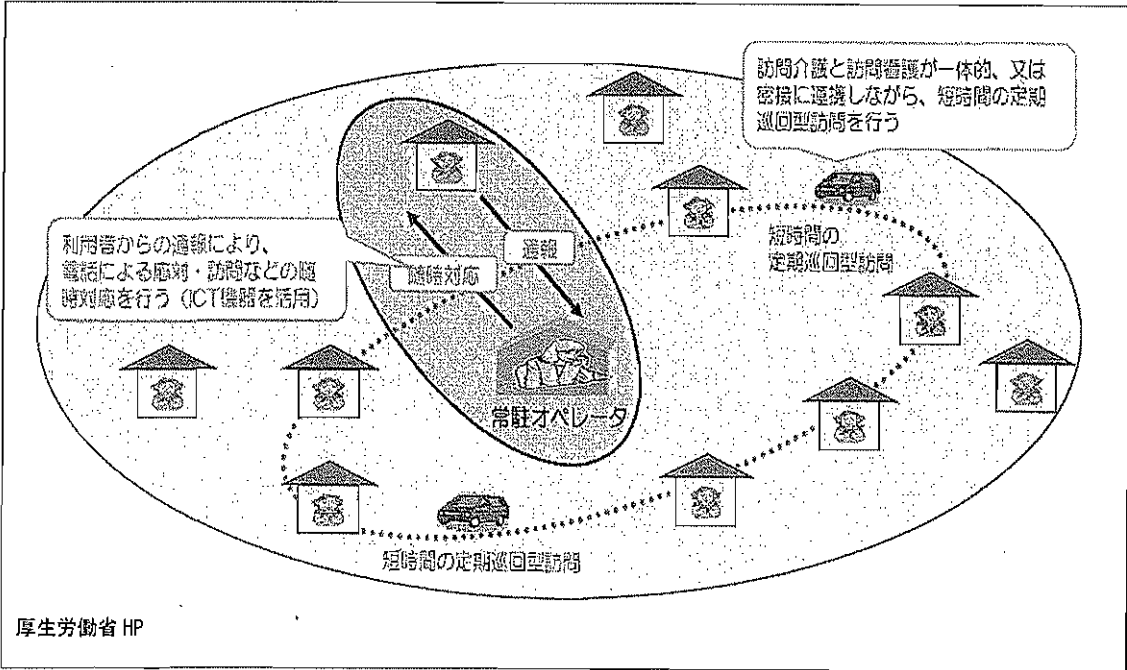 訪問介護と訪問看護が一体的、又は
密接に連携しながら、短時間の定期
巡回型訪問を行う
利用者からの通報により、
電話による応対・訪問などの随
時対応を行う（ICT機器を活用）
通報
随時対応
短時間の
定期巡回型訪問
常駐オペレータ
短時間の定期巡回型訪問
厚生労働省 HP